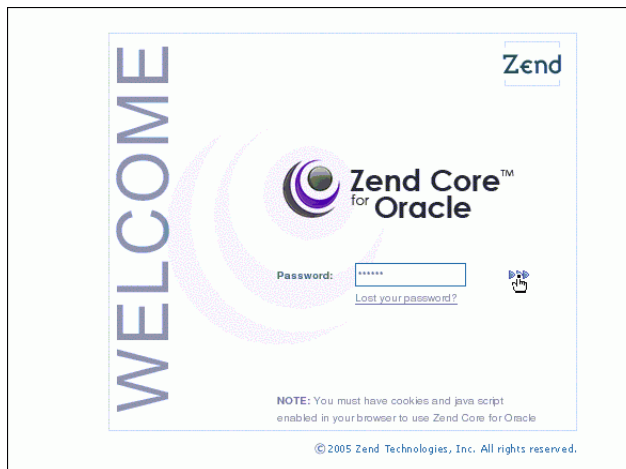 WELCOME
Zend
Zend Core™
for Oracle
Password: ******
Lost your password?
NOTE: You must have cookies and java script
enabled in your browser to use Zend Core for Oracle
©2005 Zend Technologies, Inc. All rights reserved.